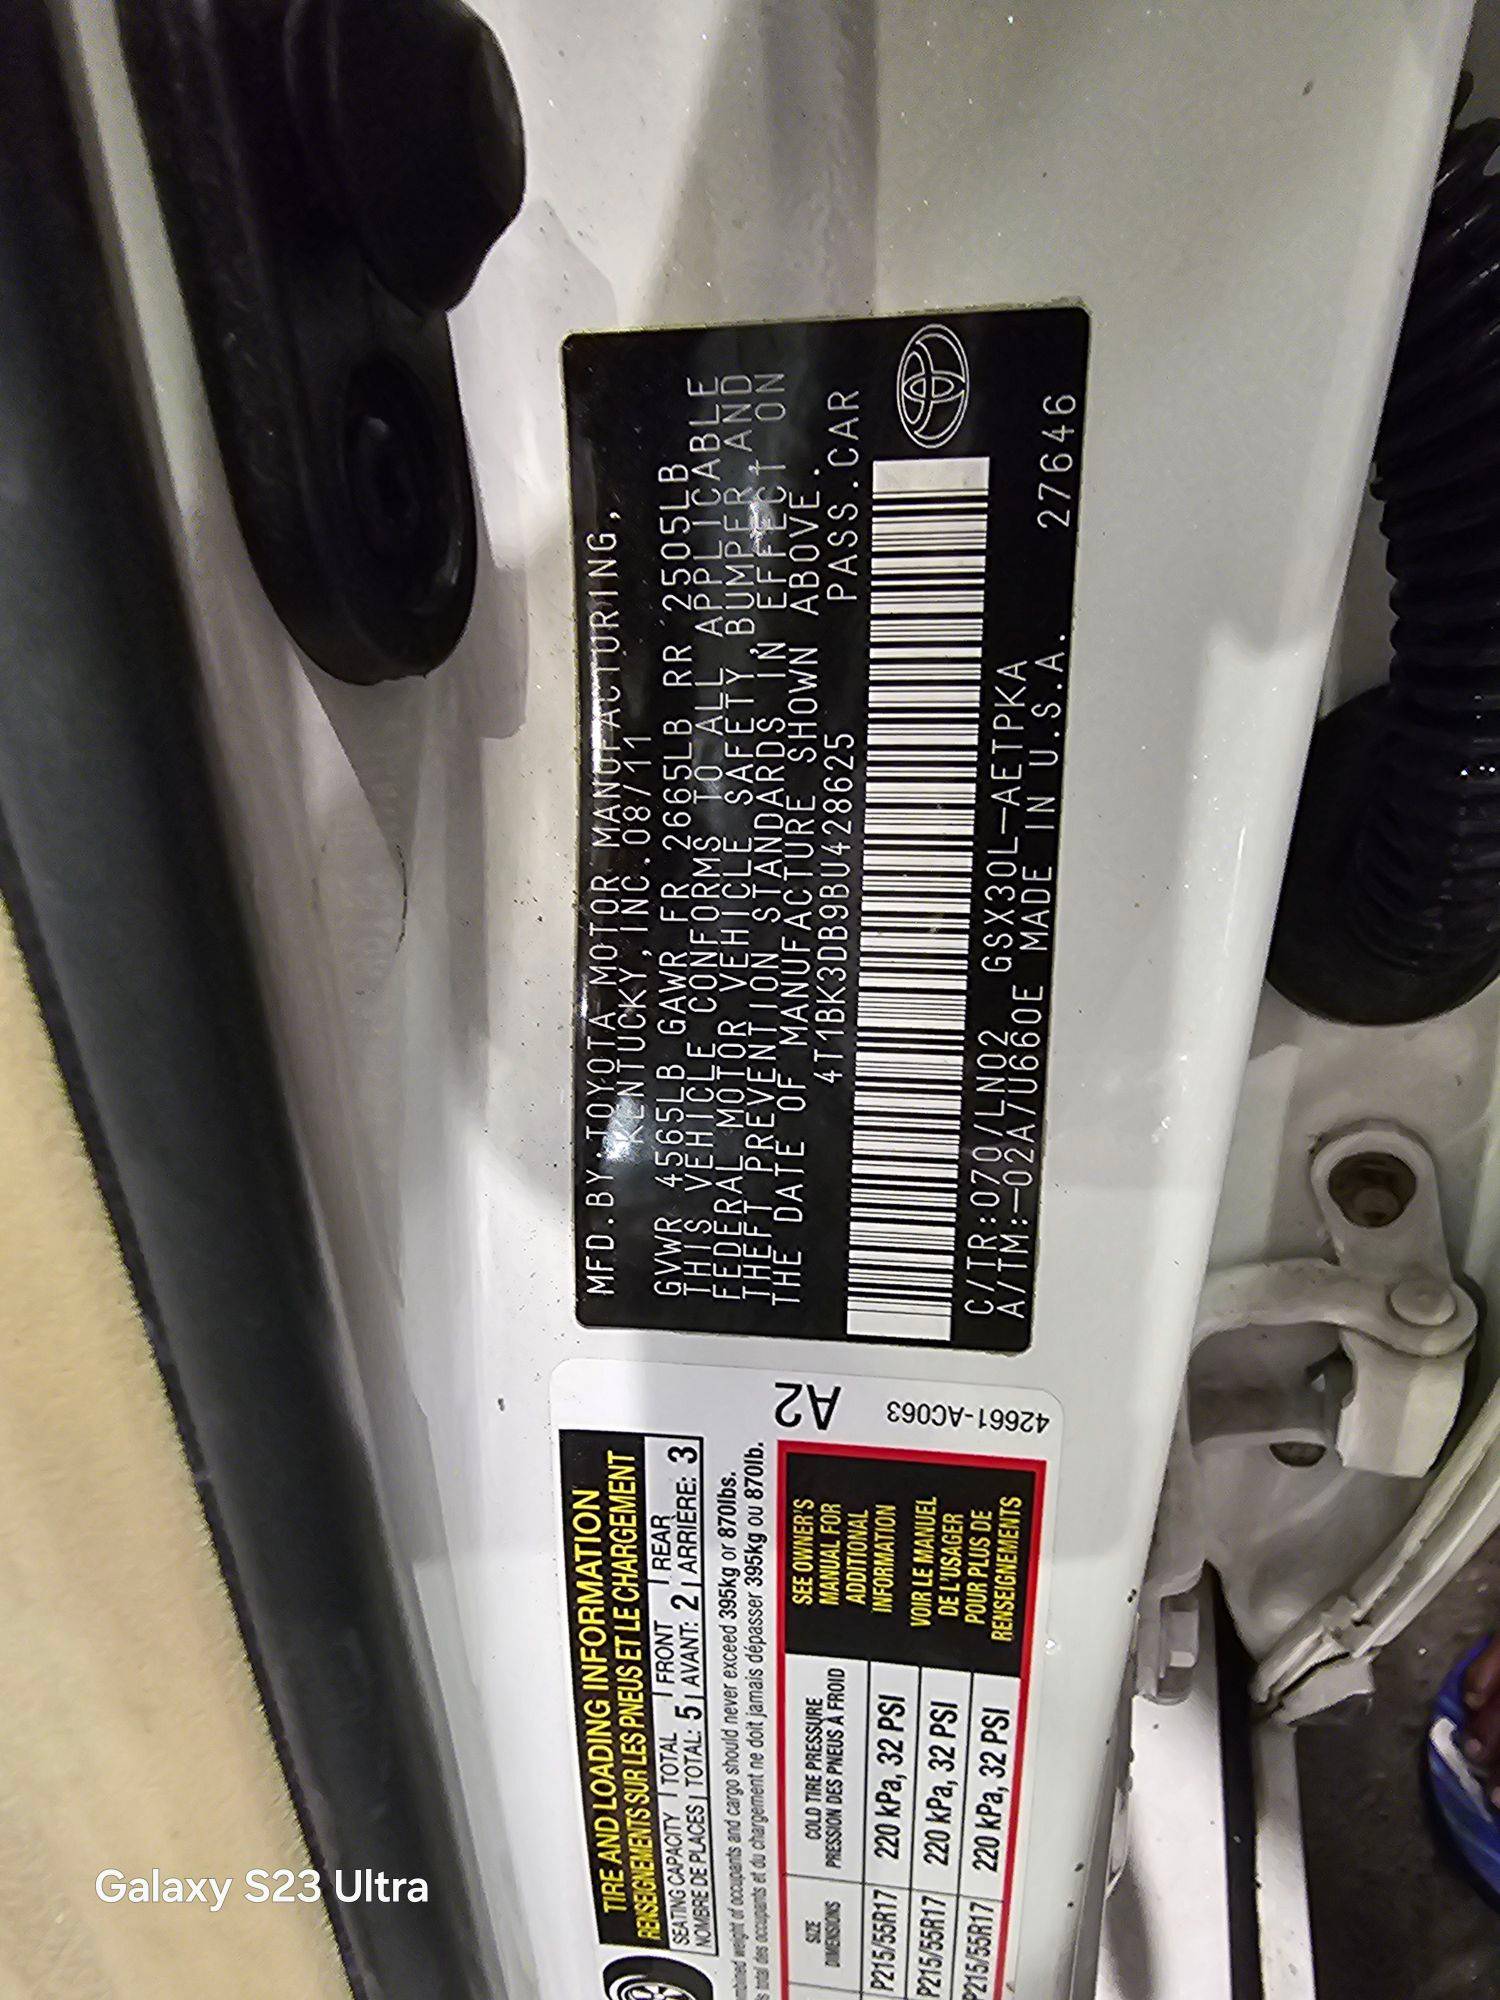 MFD.BY:TOYOTA MOTOR MANUFACTURING,
KENTUCKY,INC.08/11
GVWR 4565LB GAWR FR 2665LB RR 2505LB
THIS VEHICLE CONFORMS TO ALL APPLICABLE
FEDERAL MOTOR VEHICLE SAFETY, BUMPER, AND
THEFT PREVENTION STANDARDS IN EFFECT ON
THE DATE OF MANUFACTURE SHOWN ABOVE.
4T1BK3DB9BU428625 PASS.CAR
C/TR:070/LN02 GSX30L-AETPKA
A/TM:-02A/U660E MADE IN U.S.A. 27646
A2
42661-AC063
TIRE AND LOADING INFORMATION
RENSEIGNEMENTS SUR LES PNEUS ET LE CHARGEMENT
SEATING CAPACITY TOTAL FRONT REAR
NOMBRE DE PLACES TOTAL: 5 AVANT: 2 ARRIÈRE: 3
weight of occupants and cargo should never exceed 395kg or 870lbs.
total des occupants et du chargement ne doit jamais dépasser 395kg ou 870lb.
SIZE
DIMENSIONS
COLD TIRE PRESSURE
PRESSION DES PNEUS À FROID
P215/55R17 220 kPa, 32 PSI
P215/55R17 220 kPa, 32 PSI
P215/55R17 220 kPa, 32 PSI
SEE OWNER'S
MANUAL FOR
ADDITIONAL
INFORMATION
VOIR LE MANUEL
DE L'USAGER
POUR PLUS DE
RENSEIGNEMENTS
Galaxy S23 Ultra